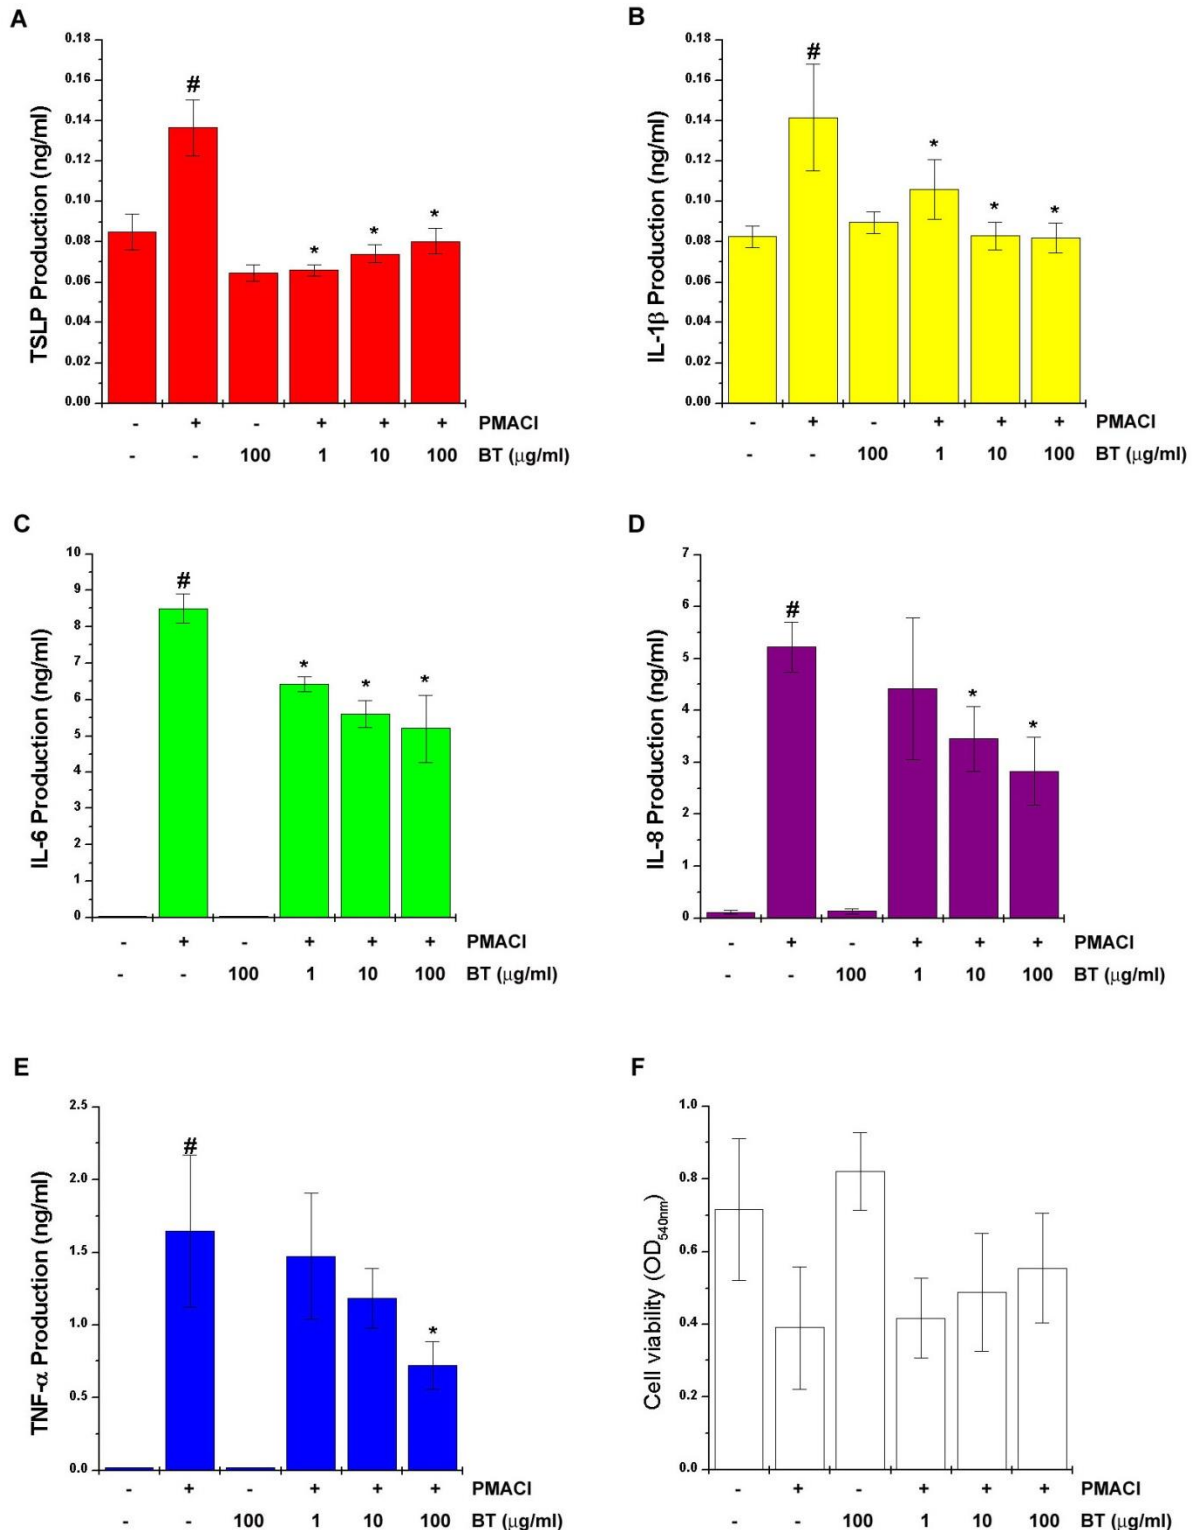 A
TSLP Production (ng/ml)
0.18
0.16
0.14
0.12
0.10
0.08
0.06
0.04
0.02
0.00
#
* * *
- + - + + + PMACI
- - 100 1 10 100 BT (μg/ml)
B
IL-1β Production (ng/ml)
0.18
0.16
0.14
0.12
0.10
0.08
0.06
0.04
0.02
0.00
#
* * *
- + - + + + PMACI
- - 100 1 10 100 BT (μg/ml)
C
IL-6 Production (ng/ml)
10
9
8
7
6
5
4
3
2
1
0
#
* * *
- + - + + + PMACI
- - 100 1 10 100 BT (μg/ml)
D
IL-8 Production (ng/ml)
7
6
5
4
3
2
1
0
#
* *
- + - + + + PMACI
- - 100 1 10 100 BT (μg/ml)
E
TNF-α Production (ng/ml)
2.5
2.0
1.5
1.0
0.5
0.0
#
*
- + - + + + PMACI
- - 100 1 10 100 BT (μg/ml)
F
Cell viability (OD540nm)
1.0
0.8
0.6
0.4
0.2
0.0
- + - + + + PMACI
- - 100 1 10 100 BT (μg/ml)